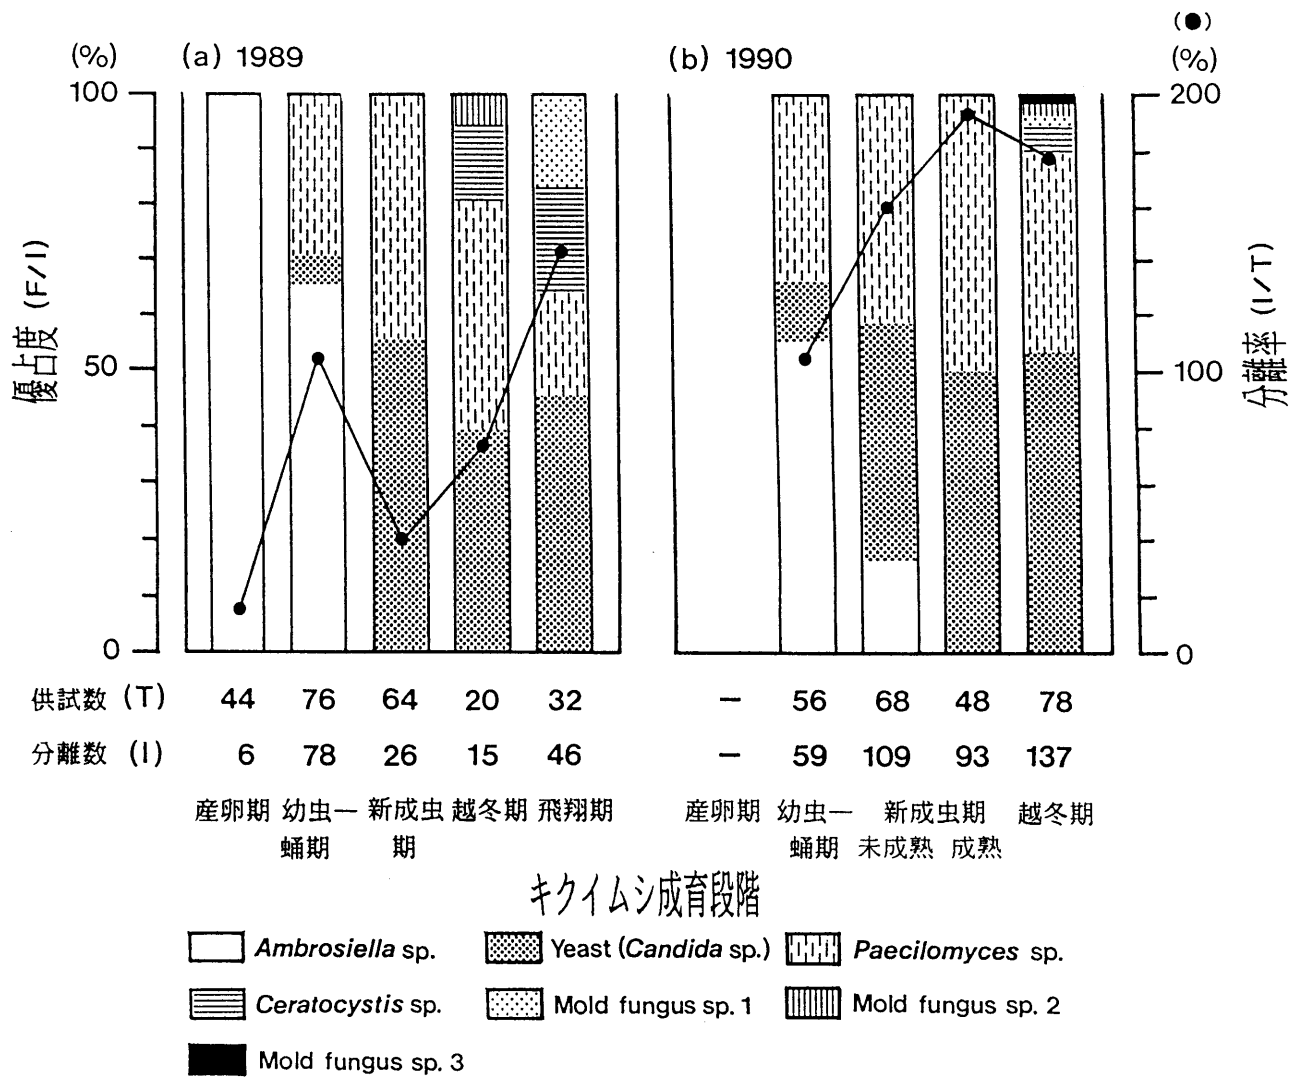 (●)
(%) (a) 1989 (b) 1990 (%)
100 200
50 100
0 0
優占度 (F/I)
分離率 (I/T)
供試数 (T) 44 76 64 20 32 － 56 68 48 78
分離数 (I) 6 78 26 15 46 － 59 109 93 137
産卵期 幼虫― 新成虫 越冬期 飛翔期 産卵期 幼虫― 新成虫期 越冬期
蛹期 期 蛹期 未成熟 成熟
キクイムシ成育段階
Ambrosiella sp. Yeast (Candida sp.) Paecilomyces sp.
Ceratocystis sp. Mold fungus sp. 1 Mold fungus sp. 2
Mold fungus sp. 3